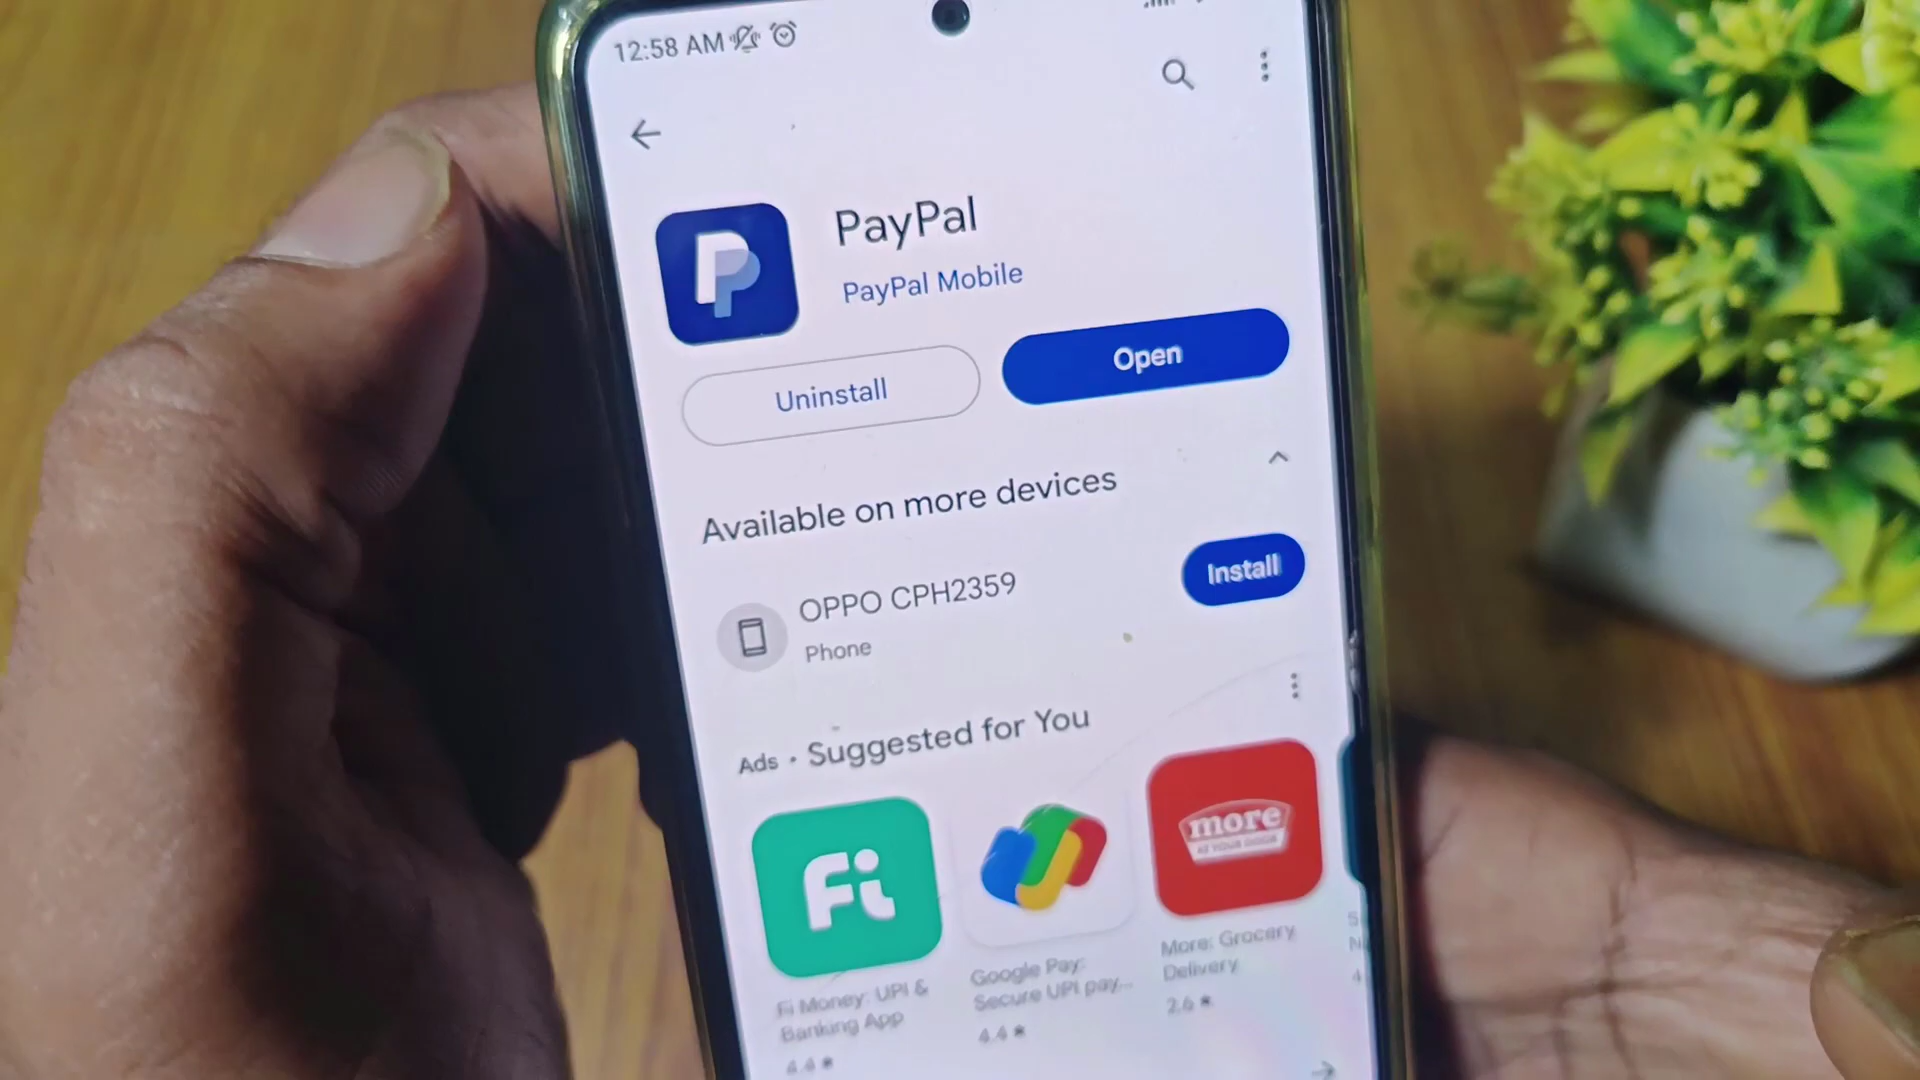 12:58 AM
PayPal
PayPal Mobile
Uninstall
Open
Available on more devices
OPPO CPH2359
Install
Phone
Ads • Suggested for You
Fi
more
Fi Money: UPI &
Banking App
4.4
Google Pay:
Secure UPI pay...
4.4
More: Grocery
Delivery
2.6